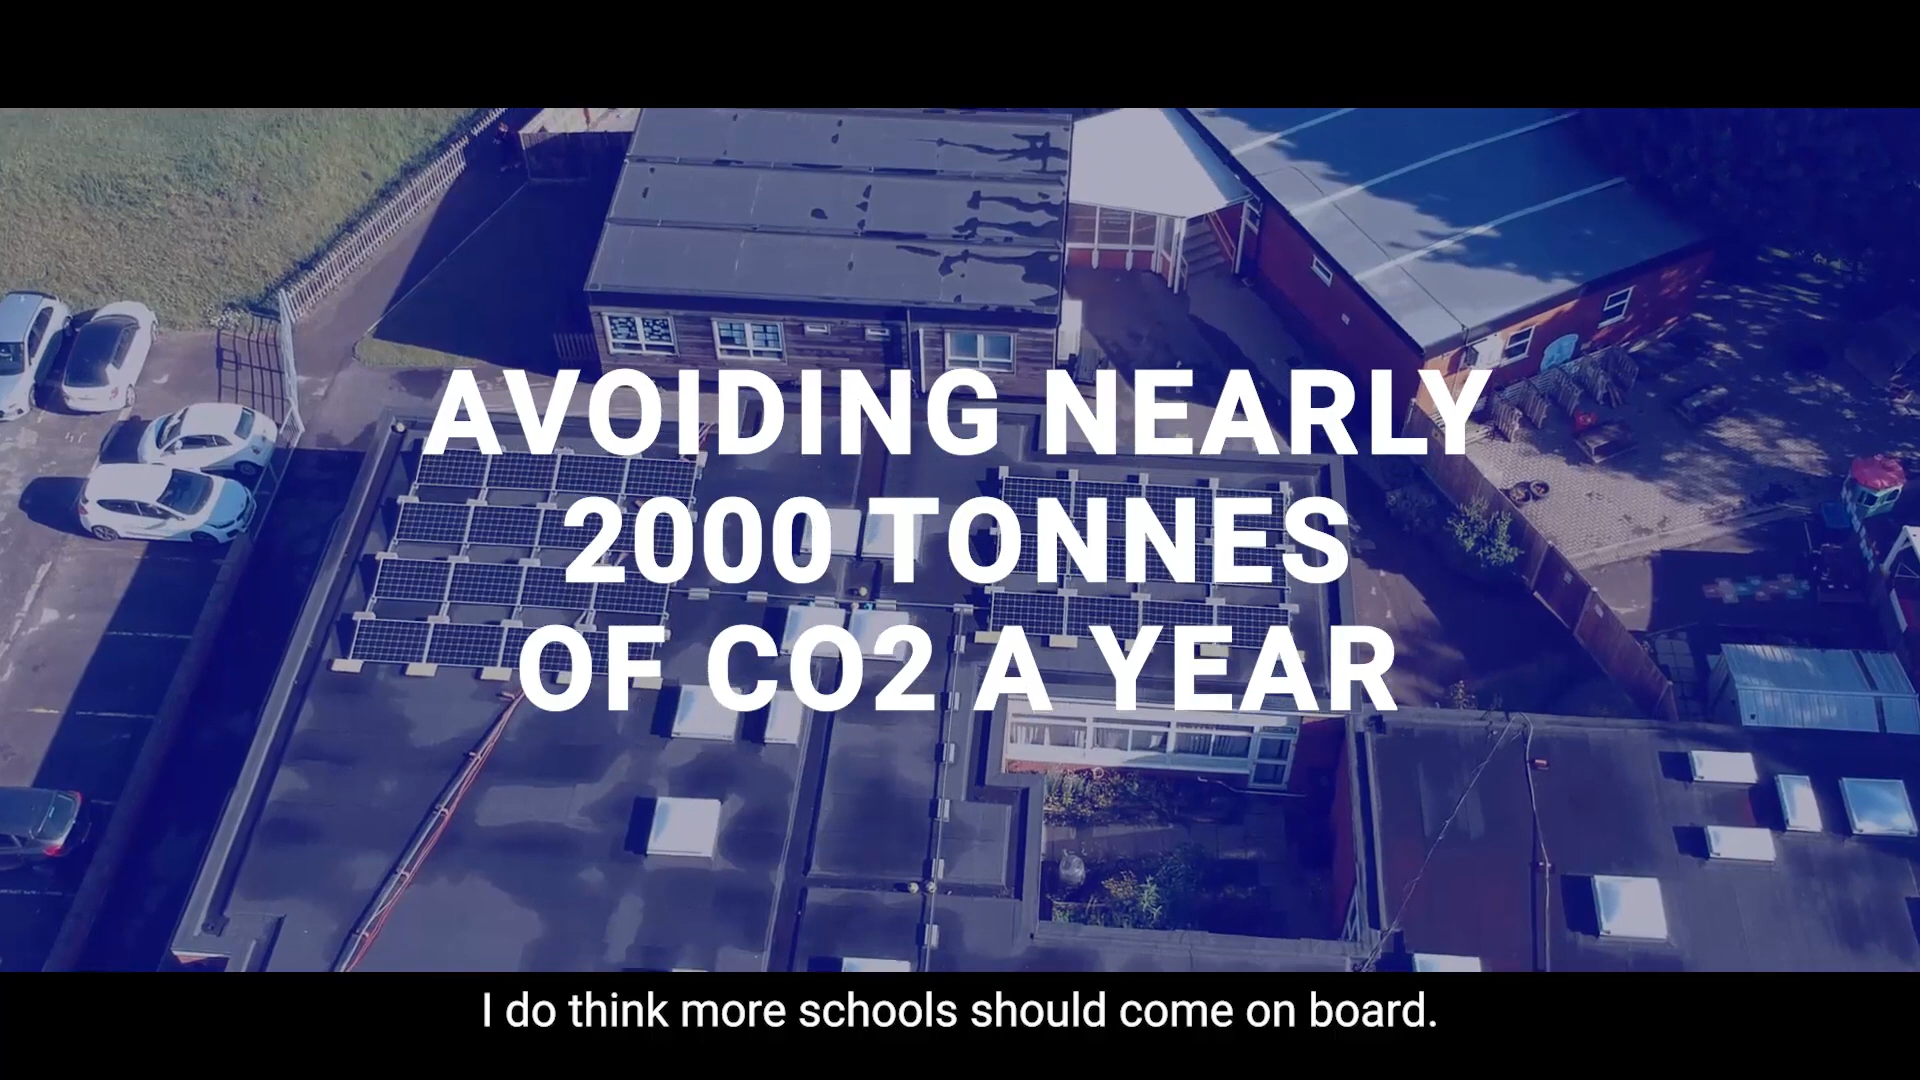 AVOIDING NEARLY
2000 TONNES
OF CO2 A YEAR
I do think more schools should come on board.